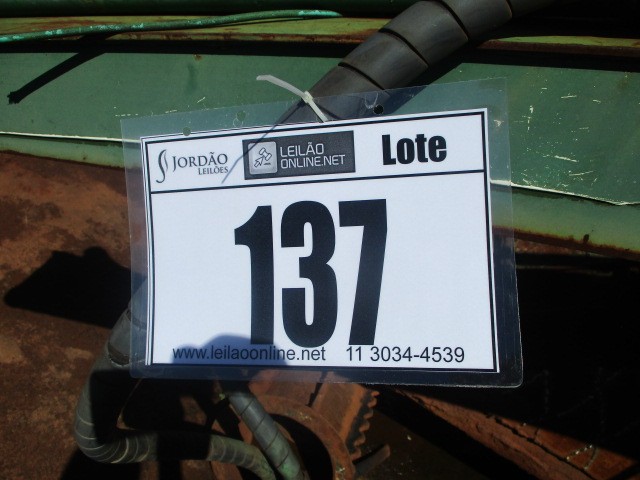 JORDÃO
LEILÕES
LEILÃO
ONLINE.NET
Lote
137
www.leilaoonline.net 11 3034-4539